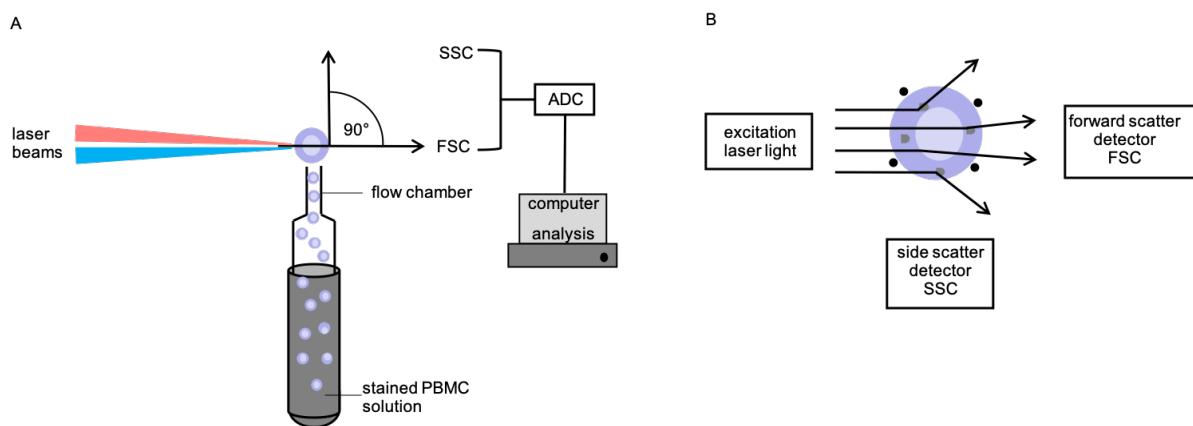 A
laser
beams
90°
SSC
FSC
ADC
flow chamber
computer
analysis
stained PBMC
solution
B
excitation
laser light
forward scatter
detector
FSC
side scatter
detector
SSC